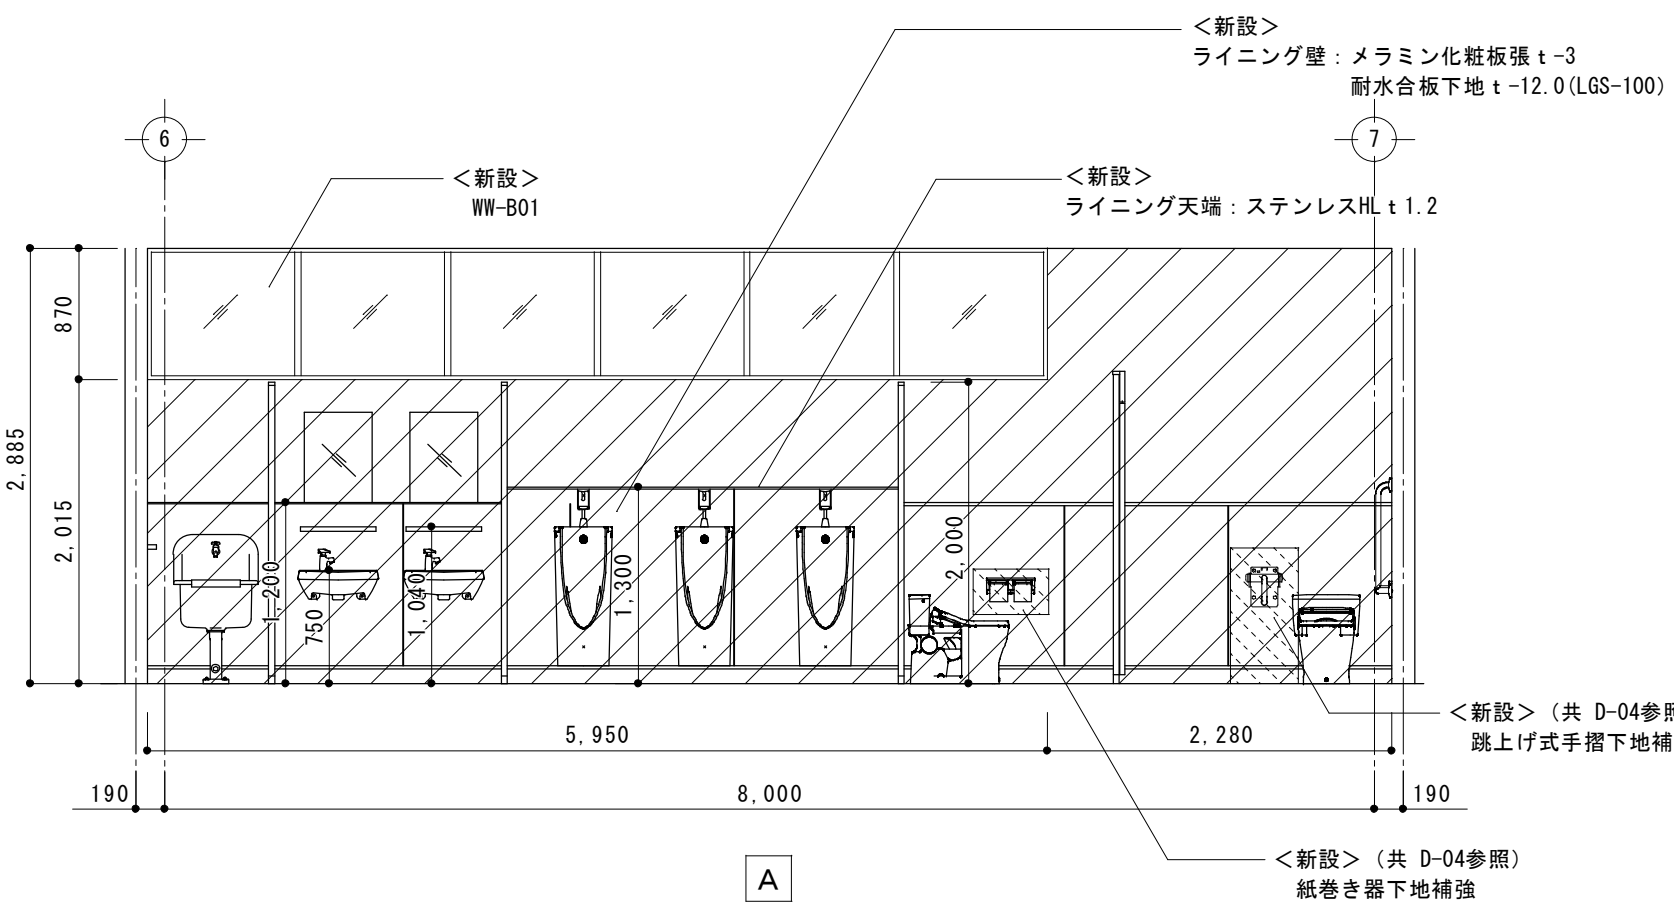 <新設>
ライニング壁：メラミン化粧板張ｔ-3
耐水合板下地ｔ-12.0(LGS-100)
6
7
<新設>
WW-B01
<新設>
ライニング天端：ステンレスHLｔ1.2
870
2,885
2,015
1,200
750
1,040
1,300
2,000
<新設>（共 D-04参照
跳上げ式手摺下地補
5,950
2,280
190
8,000
190
<新設>（共 D-04参照）
紙巻き器下地補強
A